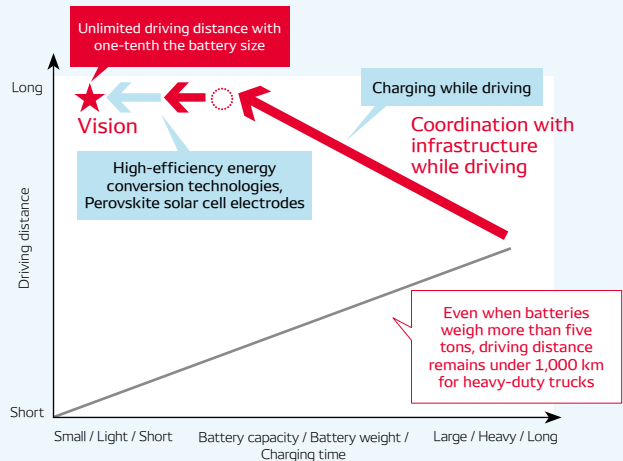 Unlimited driving distance with
one-tenth the battery size
Long
Charging while driving
Vision
Coordination with
infrastructure
while driving
High-efficiency energy
conversion technologies,
Perovskite solar cell electrodes
Driving distance
Even when batteries
weigh more than five
tons, driving distance
remains under 1,000 km
for heavy-duty trucks
Short
Small / Light / Short
Battery capacity / Battery weight /
Charging time
Large / Heavy / Long